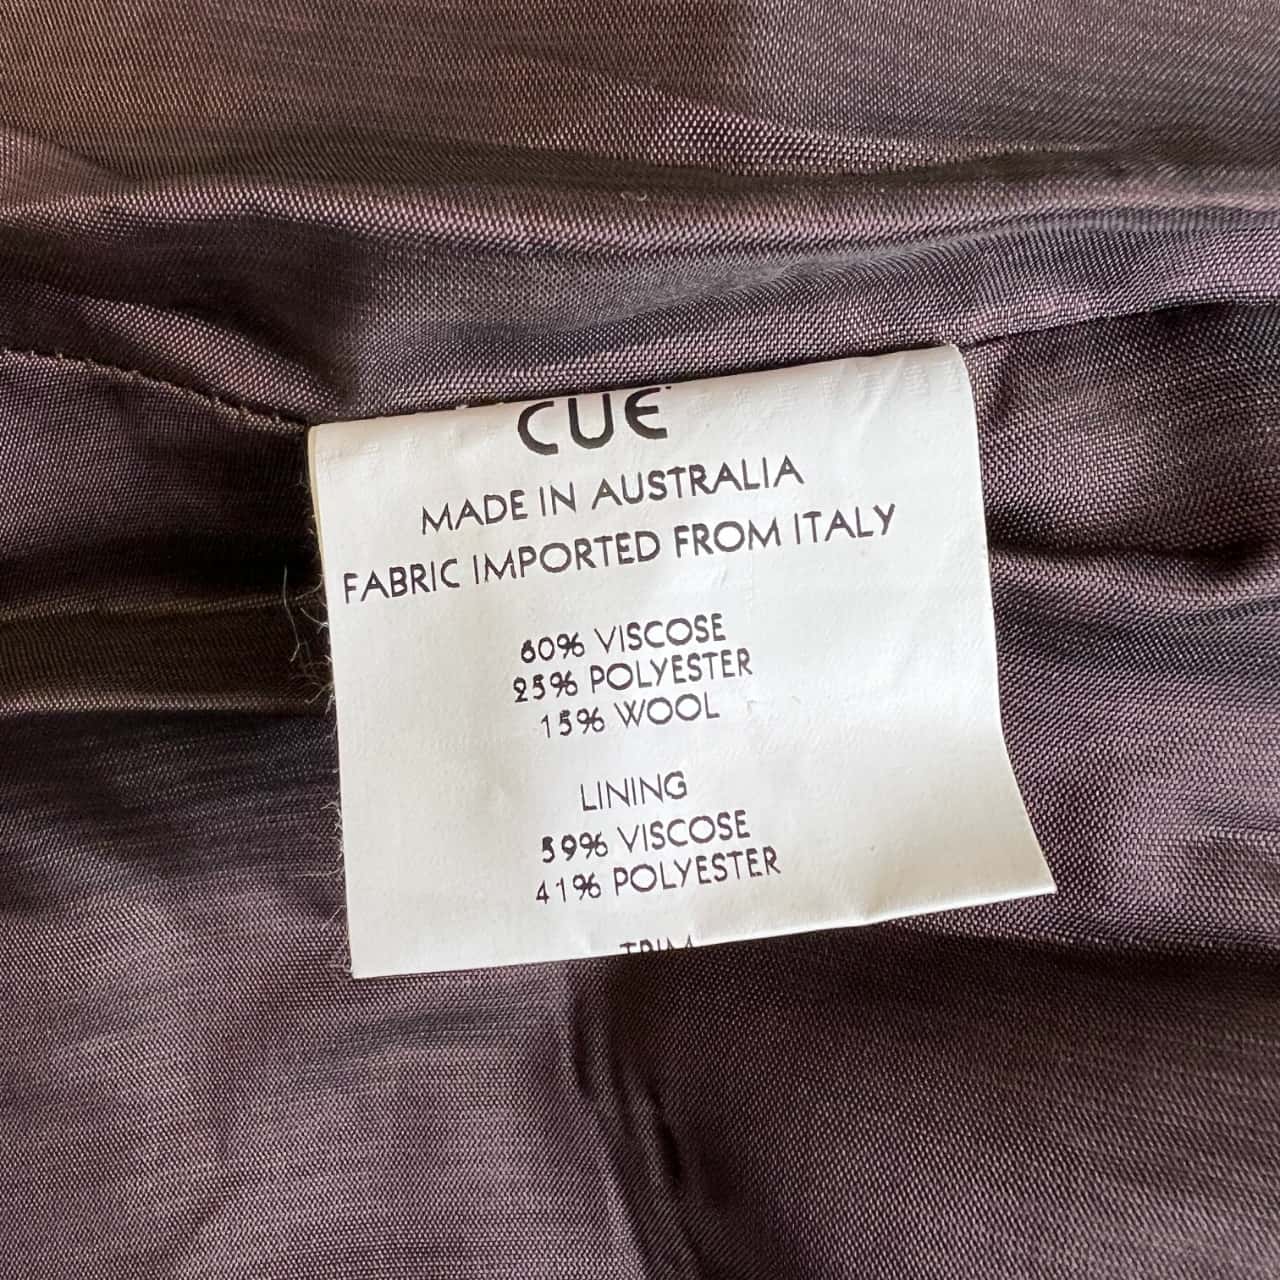 CUE
MADE IN AUSTRALIA
FABRIC IMPORTED FROM ITALY
60% VISCOSE
25% POLYESTER
15% WOOL
LINING
59% VISCOSE
41% POLYESTER
TRIM